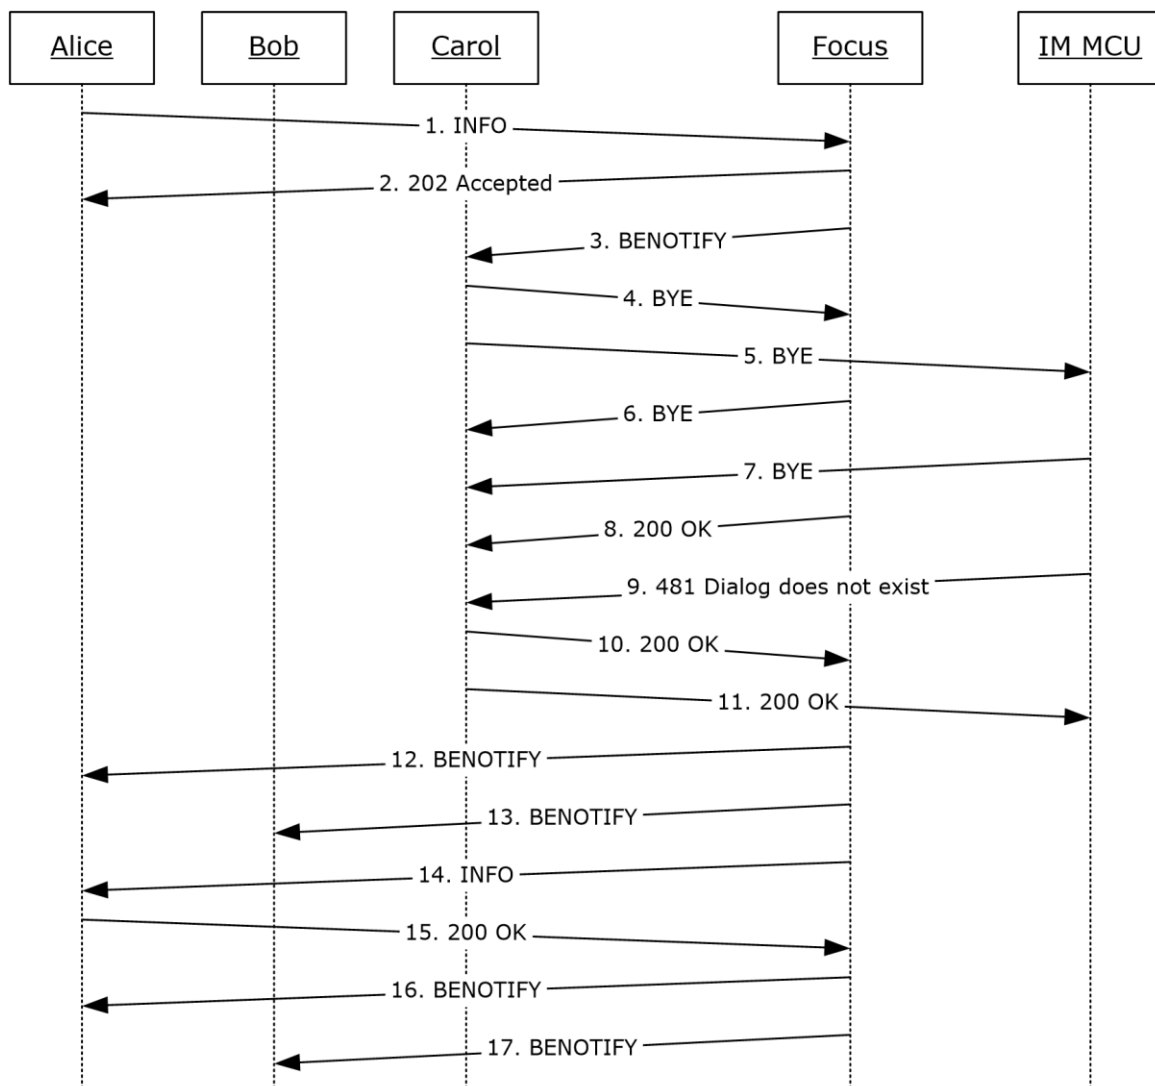 Alice
Bob
Carol
Focus
IM MCU
1. INFO
2. 202 Accepted
3. BENOTIFY
4. BYE
5. BYE
6. BYE
7. BYE
8. 200 OK
9. 481 Dialog does not exist
10. 200 OK
11. 200 OK
12. BENOTIFY
13. BENOTIFY
14. INFO
15. 200 OK
16. BENOTIFY
17. BENOTIFY